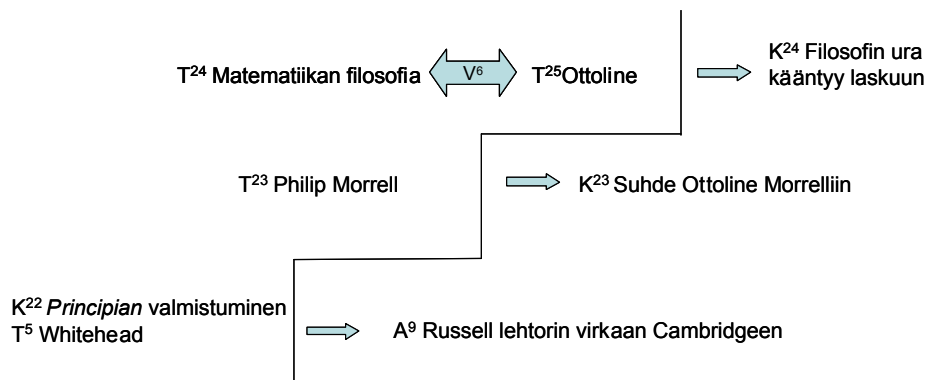 T²⁴ Matematiikan filosofia V⁶ T²⁵Ottoline
K²⁴ Filosofin ura
kääntyy laskuun
T²³ Philip Morrell
K²³ Suhde Ottoline Morrelliin
K²² Principian valmistuminen
T⁵ Whitehead
A⁹ Russell lehtorin virkaan Cambridgeen